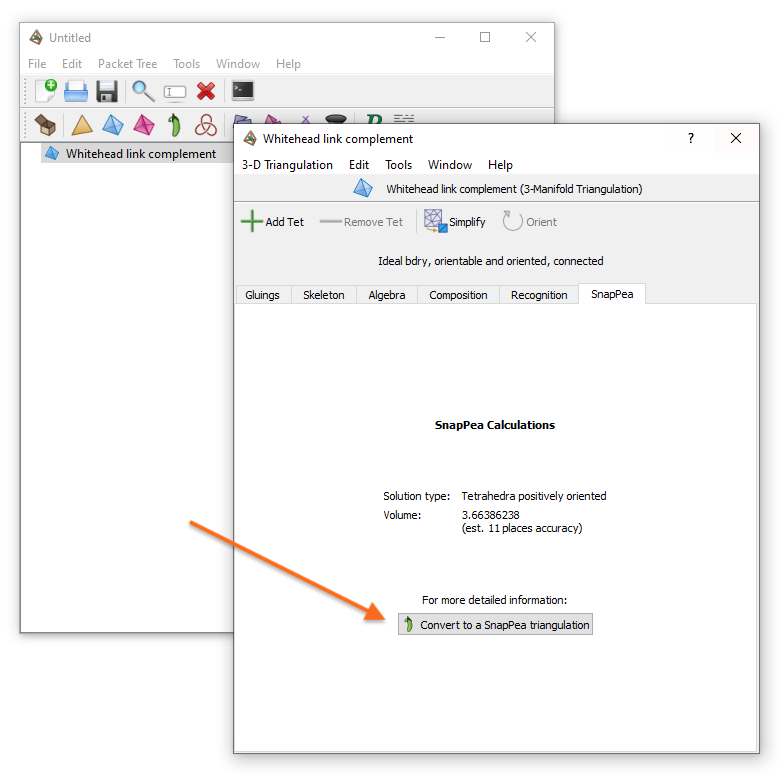 Untitled
File Edit Packet Tree Tools Window Help
Whitehead link complement
Whitehead link complement
?
3-D Triangulation Edit Tools Window Help
Whitehead link complement (3-Manifold Triangulation)
Add Tet Remove Tet Simplify Orient
Ideal bdry, orientable and oriented, connected
Gluings Skeleton Algebra Composition Recognition SnapPea
SnapPea Calculations
Solution type: Tetrahedra positively oriented
Volume: 3.66386238
(est. 11 places accuracy)
For more detailed information:
Convert to a SnapPea triangulation